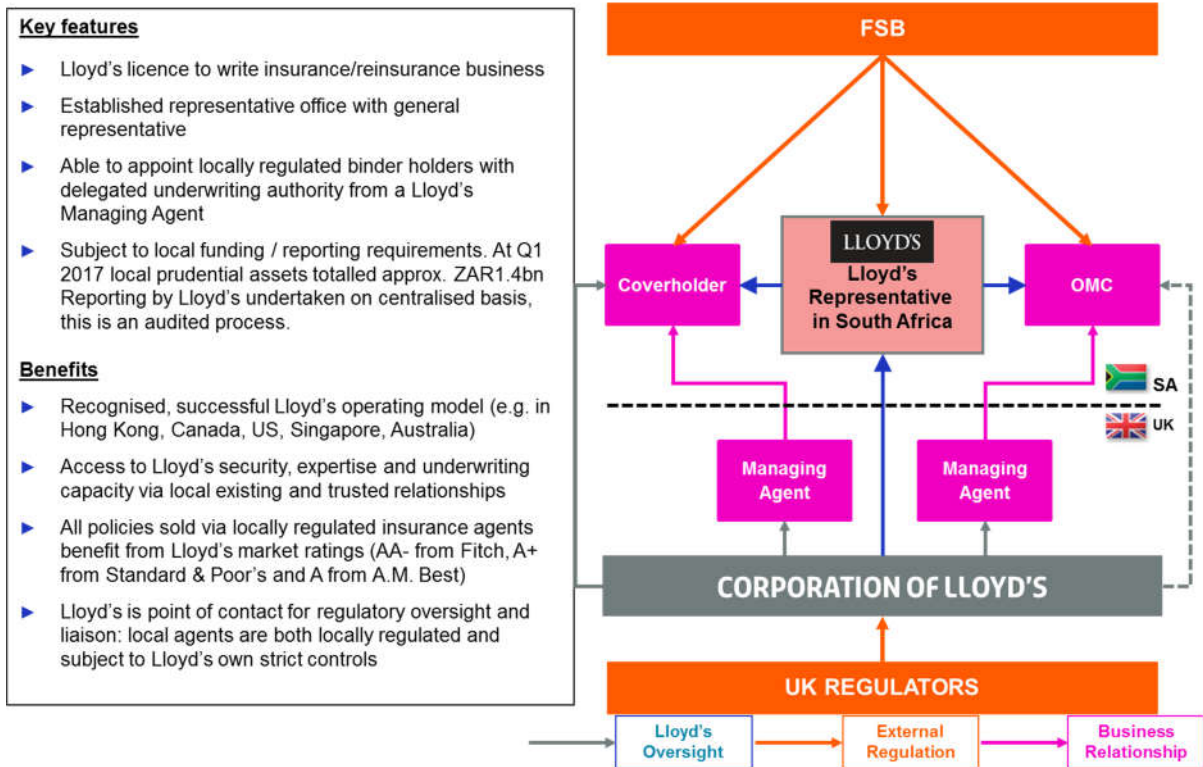 Key features
Lloyd's licence to write insurance/reinsurance business
Established representative office with general
representative
Able to appoint locally regulated binder holders with
delegated underwriting authority from a Lloyd's
Managing Agent
Subject to local funding / reporting requirements. At Q1
2017 local prudential assets totalled approx. ZAR1.4bn
Reporting by Lloyd's undertaken on centralised basis,
this is an audited process.
Benefits
Recognised, successful Lloyd's operating model (e.g. in
Hong Kong, Canada, US, Singapore, Australia)
Access to Lloyd's security, expertise and underwriting
capacity via local existing and trusted relationships
All policies sold via locally regulated insurance agents
benefit from Lloyd's market ratings (AA- from Fitch, A+
from Standard & Poor's and A from A.M. Best)
Lloyd's is point of contact for regulatory oversight and
liaison: local agents are both locally regulated and
subject to Lloyd's own strict controls
FSB
LLOYD'S
Coverholder
Lloyd's
Representative
in South Africa
OMC
SA
UK
Managing
Agent
Managing
Agent
CORPORATION OF LLOYD'S
UK REGULATORS
Lloyd's
Oversight
External
Regulation
Business
Relationship